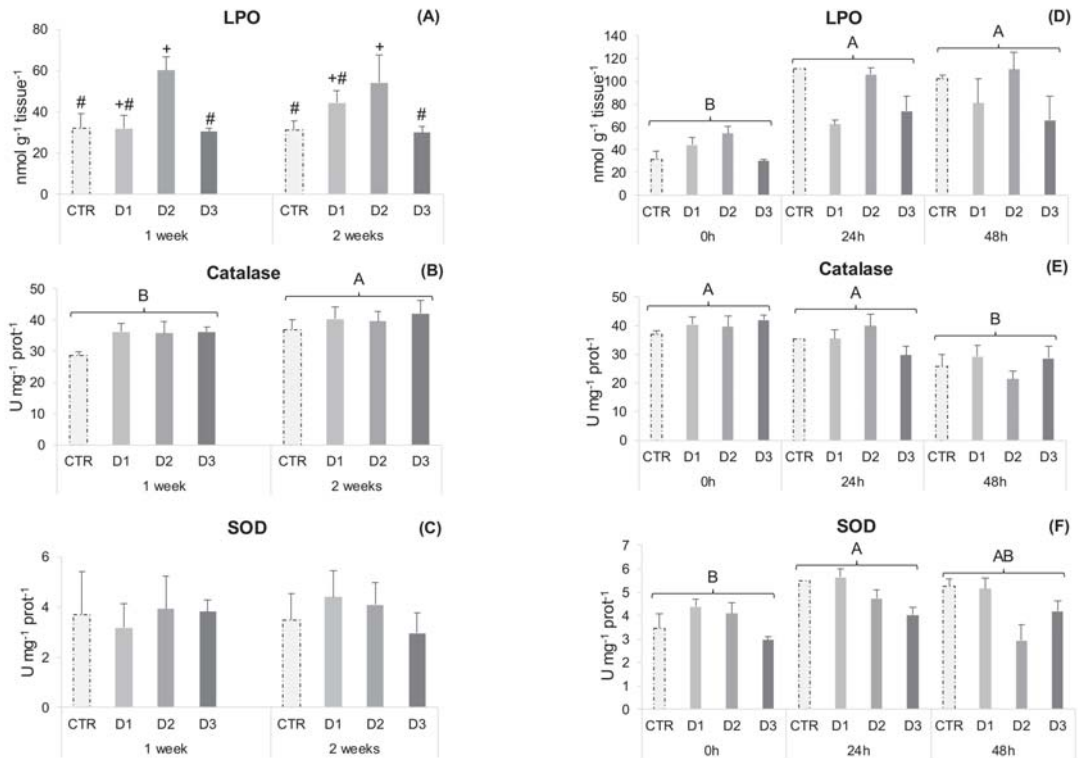 LPO (A)
nmol g-1 tissue-1
80
60
40
20
0
# +# + #
# +# + #
CTR D1 D2 D3 CTR D1 D2 D3
1 week 2 weeks
Catalase (B)
U mg-1 prot-1
50
40
30
20
10
0
B A
CTR D1 D2 D3 CTR D1 D2 D3
1 week 2 weeks
SOD (C)
U mg-1 prot-1
6
4
2
0
CTR D1 D2 D3 CTR D1 D2 D3
1 week 2 weeks
LPO (D)
nmol g-1 tissue-1
140
120
100
80
60
40
20
0
B A A
CTR D1 D2 D3 CTR D1 D2 D3 CTR D1 D2 D3
0h 24h 48h
Catalase (E)
U mg-1 prot-1
50
40
30
20
10
0
A A B
CTR D1 D2 D3 CTR D1 D2 D3 CTR D1 D2 D3
0h 24h 48h
SOD (F)
U mg-1 prot-1
7
6
5
4
3
2
1
0
B A AB
CTR D1 D2 D3 CTR D1 D2 D3 CTR D1 D2 D3
0h 24h 48h